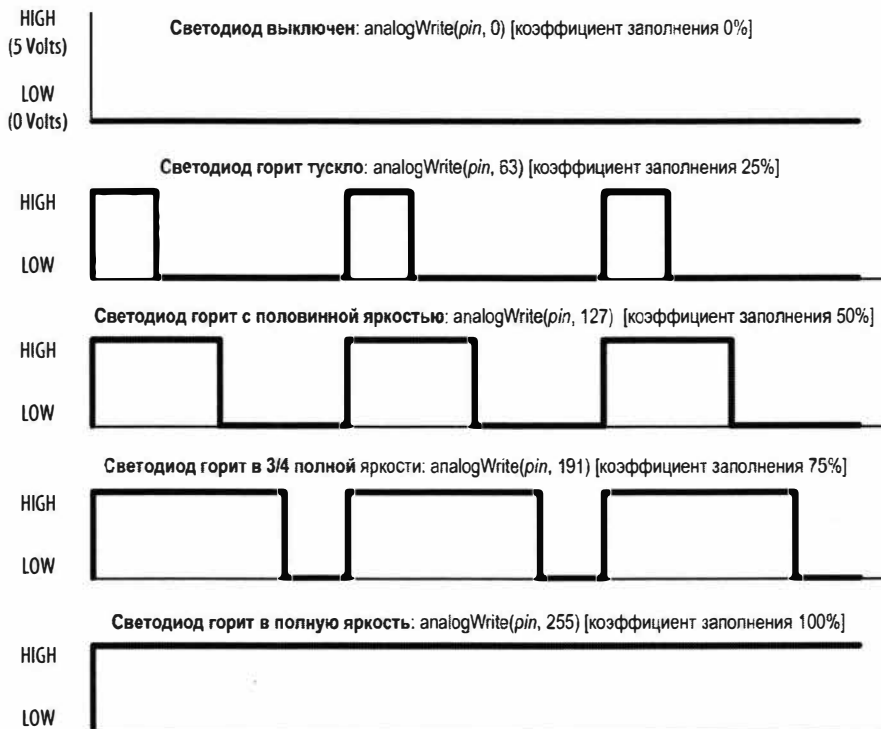 HIGH
(5 Volts)
Светодиод выключен: analogWrite(pin, 0) [коэффициент заполнения 0%]
LOW
(0 Volts)
Светодиод горит тускло: analogWrite(pin, 63) [коэффициент заполнения 25%]
HIGH
LOW
Светодиод горит с половинной яркостью: analogWrite(pin, 127) [коэффициент заполнения 50%]
HIGH
LOW
Светодиод горит в 3/4 полной яркости: analogWrite(pin, 191) [коэффициент заполнения 75%]
HIGH
LOW
Светодиод горит в полную яркость: analogWrite(pin, 255) [коэффициент заполнения 100%]
HIGH
LOW